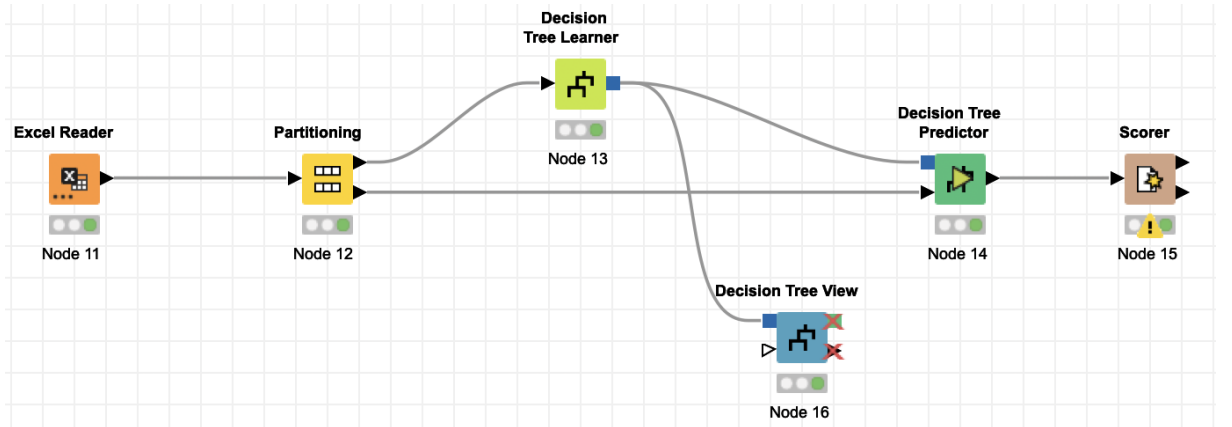 Decision
Tree Learner
Node 13
Excel Reader
Node 11
Partitioning
Node 12
Decision Tree
Predictor
Node 14
Scorer
Node 15
Decision Tree View
Node 16